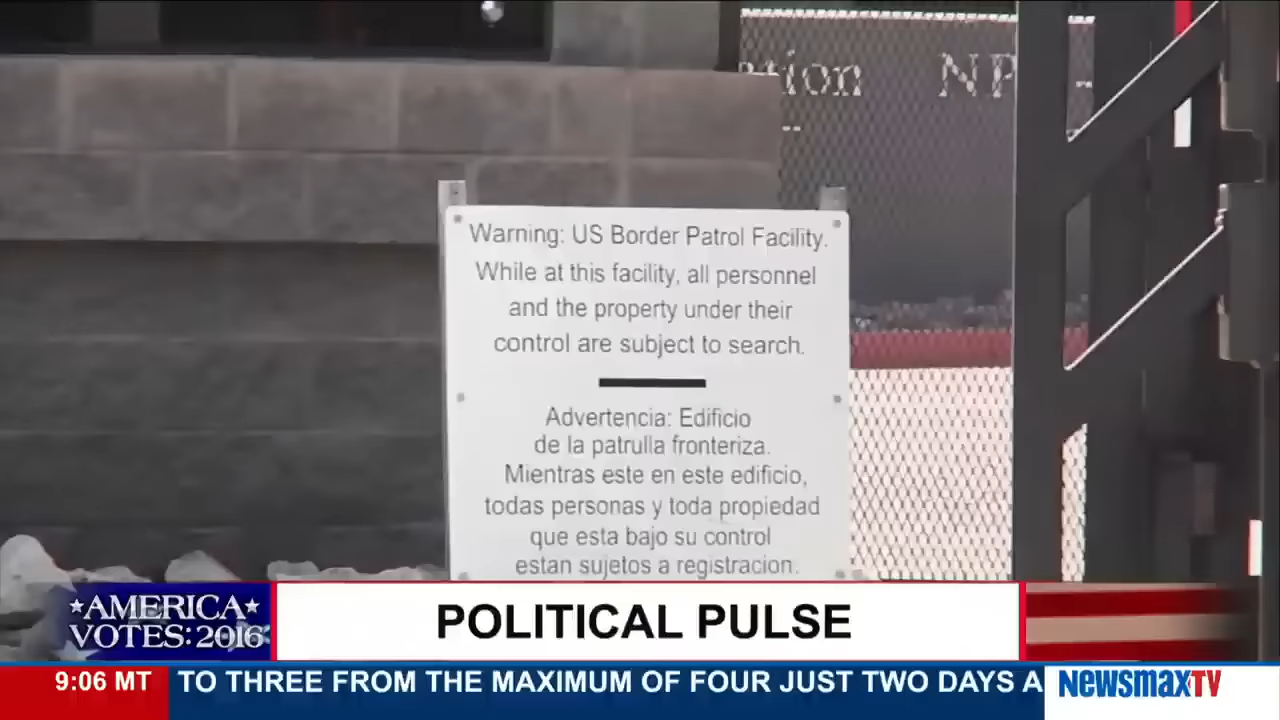 tion NP
Warning: US Border Patrol Facility.
While at this facility, all personnel
and the property under their
control are subject to search.
Advertencia: Edificio
de la patrulla fronteriza.
Mientras este en este edificio,
todas personas y toda propiedad
que esta bajo su control
estan sujetos a registracion.
AMERICA
VOTES: 2016
POLITICAL PULSE
9:06 MT
TO THREE FROM THE MAXIMUM OF FOUR JUST TWO DAYS A
NEWSMAXTV